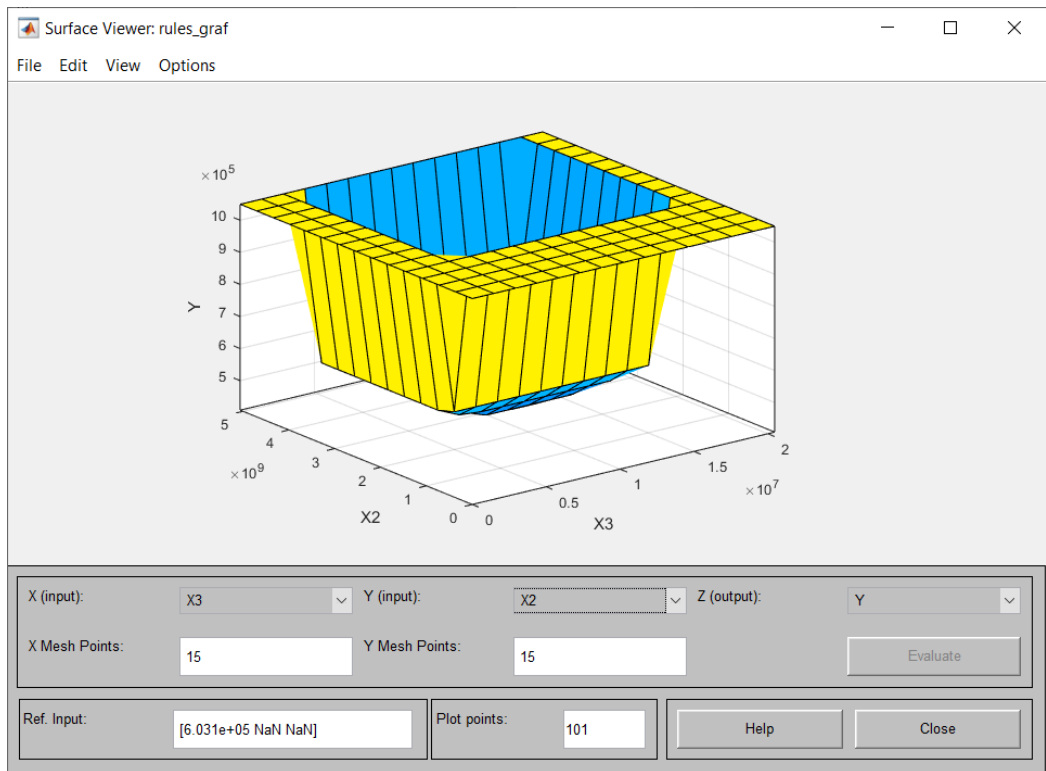 Surface Viewer: rules_graf
File Edit View Options
×10^5
10
9
8
7
6
5
Y
5
4
3
2
1
0
×10^9
X2
0
0.5
1
1.5
2
×10^7
X3
X (input): X3 Y (input): X2 Z (output): Y
X Mesh Points: 15 Y Mesh Points: 15 Evaluate
Ref. Input: [6.031e+05 NaN NaN] Plot points: 101 Help Close